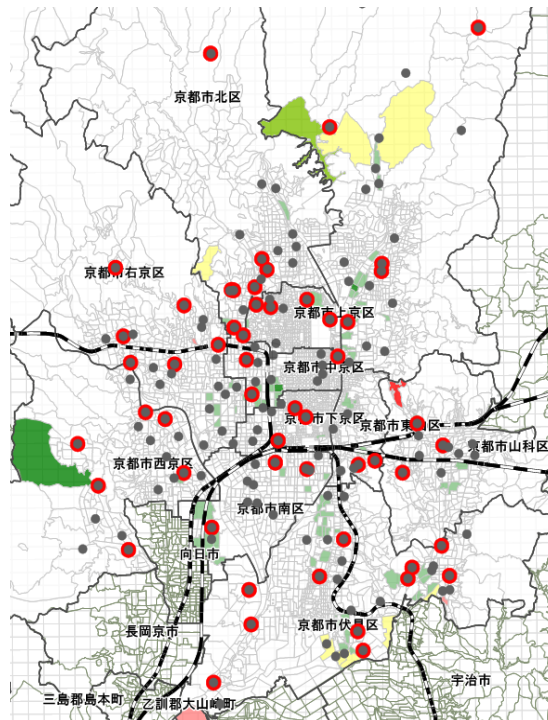 京都市北区
京都市右京区
京都市上京区
京都市中京区
京都市下京区
京都市東山区
京都市山科区
京都市西京区
京都市南区
向日市
長岡京市
京都市伏見区
宇治市
三島郡島本町
乙訓郡大山崎町